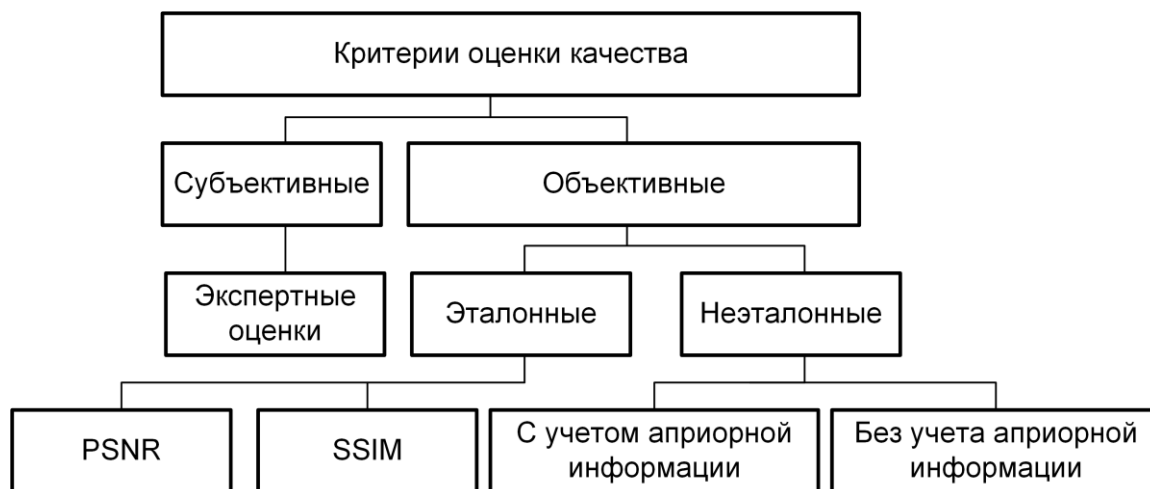 Критерии оценки качества
Субъективные
Объективные
Экспертные
оценки
Эталонные
Неэталонные
PSNR
SSIM
С учетом априорной
информации
Без учета априорной
информации